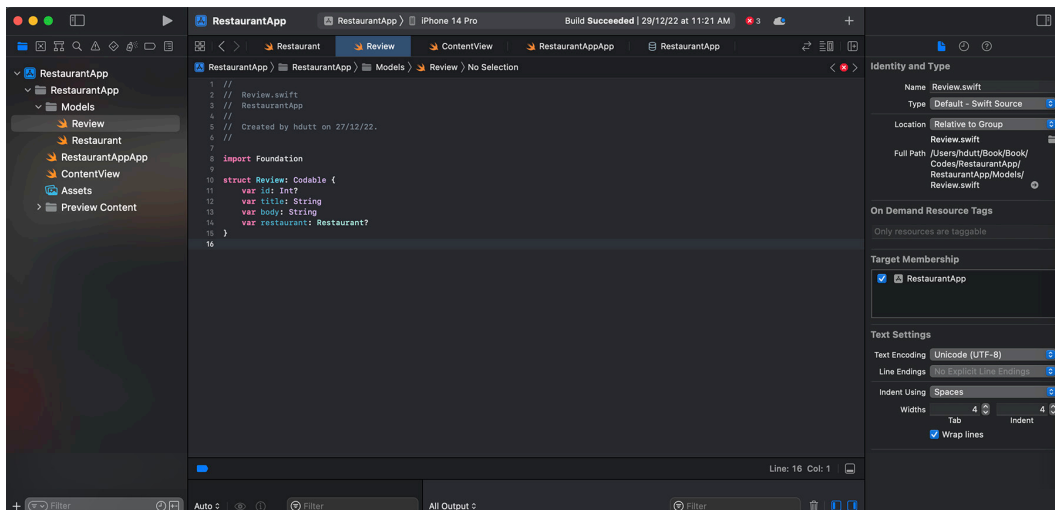 RestaurantApp
RestaurantApp 〉 iPhone 14 Pro
Build Succeeded | 29/12/22 at 11:21 AM
3
Restaurant
Review
ContentView
RestaurantAppApp
RestaurantApp
RestaurantApp 〉 RestaurantApp 〉 Models 〉 Review 〉 No Selection
RestaurantApp
RestaurantApp
Models
Review
Restaurant
RestaurantAppApp
ContentView
Assets
Preview Content
Filter
1 //
2 //  Review.swift
3 //  RestaurantApp
4 //
5 //  Created by hdutt on 27/12/22.
6 //
7
8 import Foundation
9
10 struct Review: Codable {
11     var id: Int?
12     var title: String
13     var body: String
14     var restaurant: Restaurant?
15 }
16
Line: 16 Col: 1
Auto
Filter
All Output
Filter
Identity and Type
Name Review.swift
Type Default - Swift Source
Location Relative to Group
Review.swift
Full Path /Users/hdutt/Book/Book/
Codes/RestaurantApp/
RestaurantApp/Models/
Review.swift
On Demand Resource Tags
Only resources are taggable
Target Membership
RestaurantApp
Text Settings
Text Encoding Unicode (UTF-8)
Line Endings No Explicit Line Endings
Indent Using Spaces
Widths 4 4
Tab Indent
Wrap lines